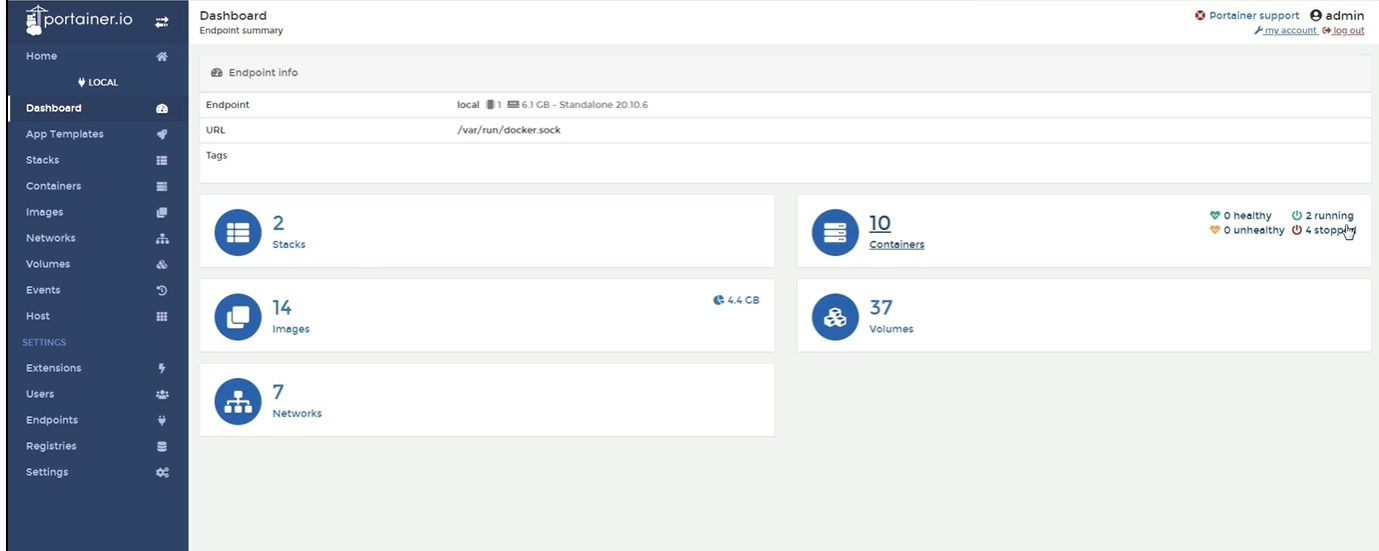 portainer.io
Home
LOCAL
Dashboard
App Templates
Stacks
Containers
Images
Networks
Volumes
Events
Host
SETTINGS
Extensions
Users
Endpoints
Registries
Settings
Dashboard
Endpoint summary
Portainer support admin
my account log out
Endpoint info
Endpoint local 1 6.1 GB - Standalone 20.10.6
URL /var/run/docker.sock
Tags
2
Stacks
10
Containers
0 healthy 2 running
0 unhealthy 4 stopped
14
Images
4.4 GB
37
Volumes
7
Networks